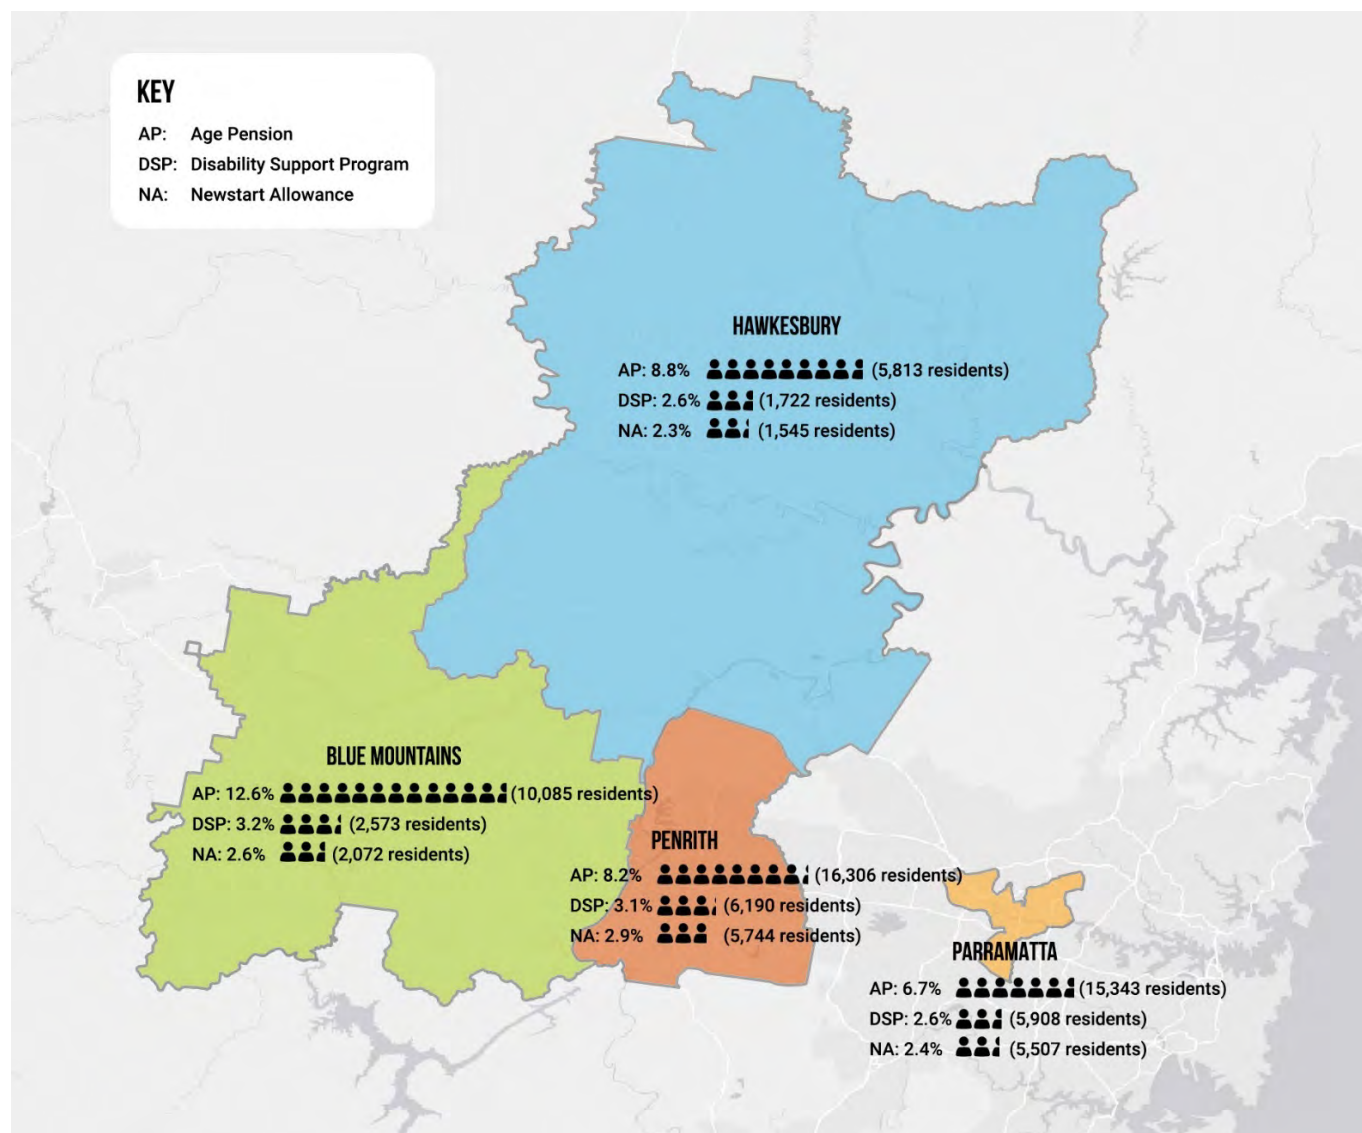 KEY
AP: Age Pension
DSP: Disability Support Program
NA: Newstart Allowance
HAWKESBURY
AP: 8.8% (5,813 residents)
DSP: 2.6% (1,722 residents)
NA: 2.3% (1,545 residents)
BLUE MOUNTAINS
AP: 12.6% (10,085 residents)
DSP: 3.2% (2,573 residents)
NA: 2.6% (2,072 residents)
PENRITH
AP: 8.2% (16,306 residents)
DSP: 3.1% (6,190 residents)
NA: 2.9% (5,744 residents)
PARRAMATTA
AP: 6.7% (15,343 residents)
DSP: 2.6% (5,908 residents)
NA: 2.4% (5,507 residents)